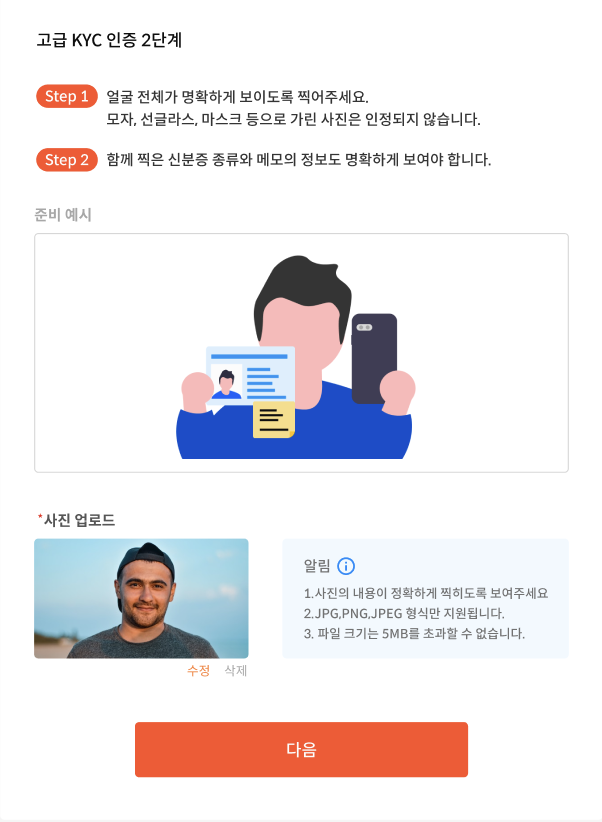 고급 KYC 인증 2단계
Step 1 얼굴 전체가 명확하게 보이도록 찍어주세요.
모자, 선글라스, 마스크 등으로 가린 사진은 인정되지 않습니다.
Step 2 함께 찍은 신분증 종류와 메모의 정보도 명확하게 보여야 합니다.
준비 예시
*사진 업로드
알림
1.사진의 내용이 정확하게 찍히도록 보여주세요
2.JPG,PNG,JPEG 형식만 지원됩니다.
3. 파일 크기는 5MB를 초과할 수 없습니다.
수정 삭제
다음